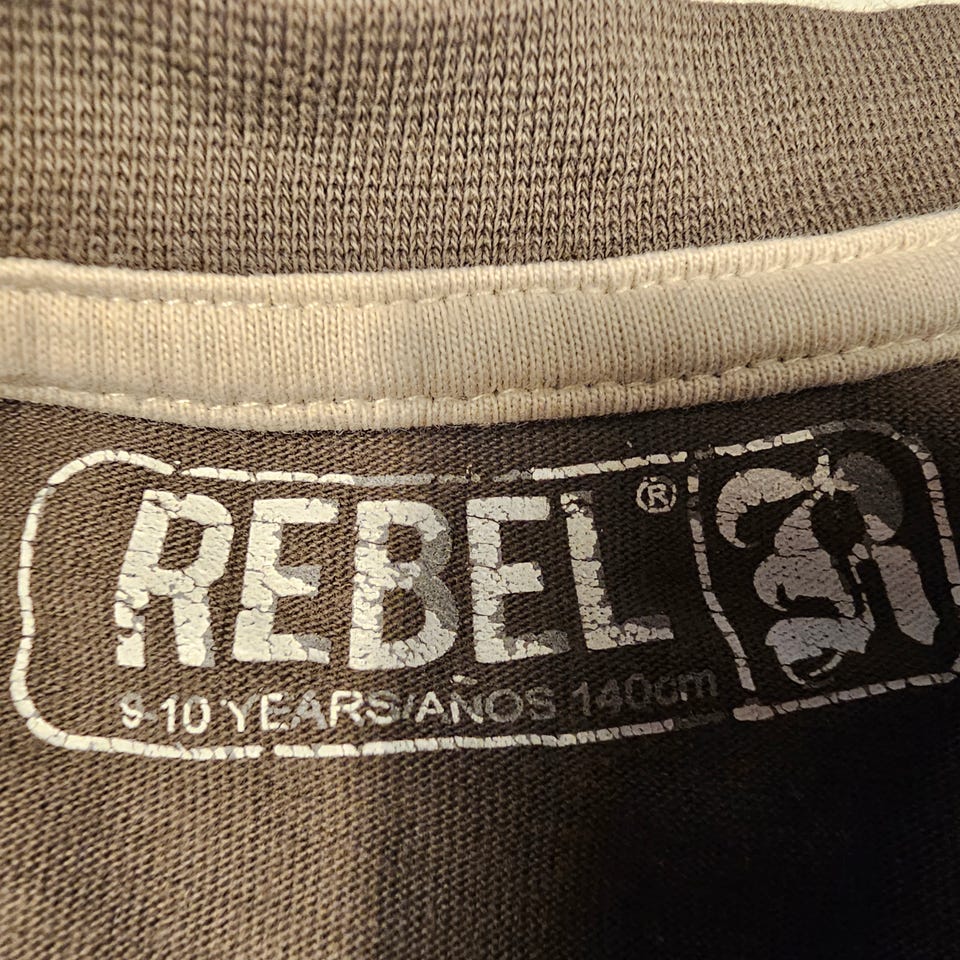 REBEL ® R
9-10 YEARS/AÑOS 140cm